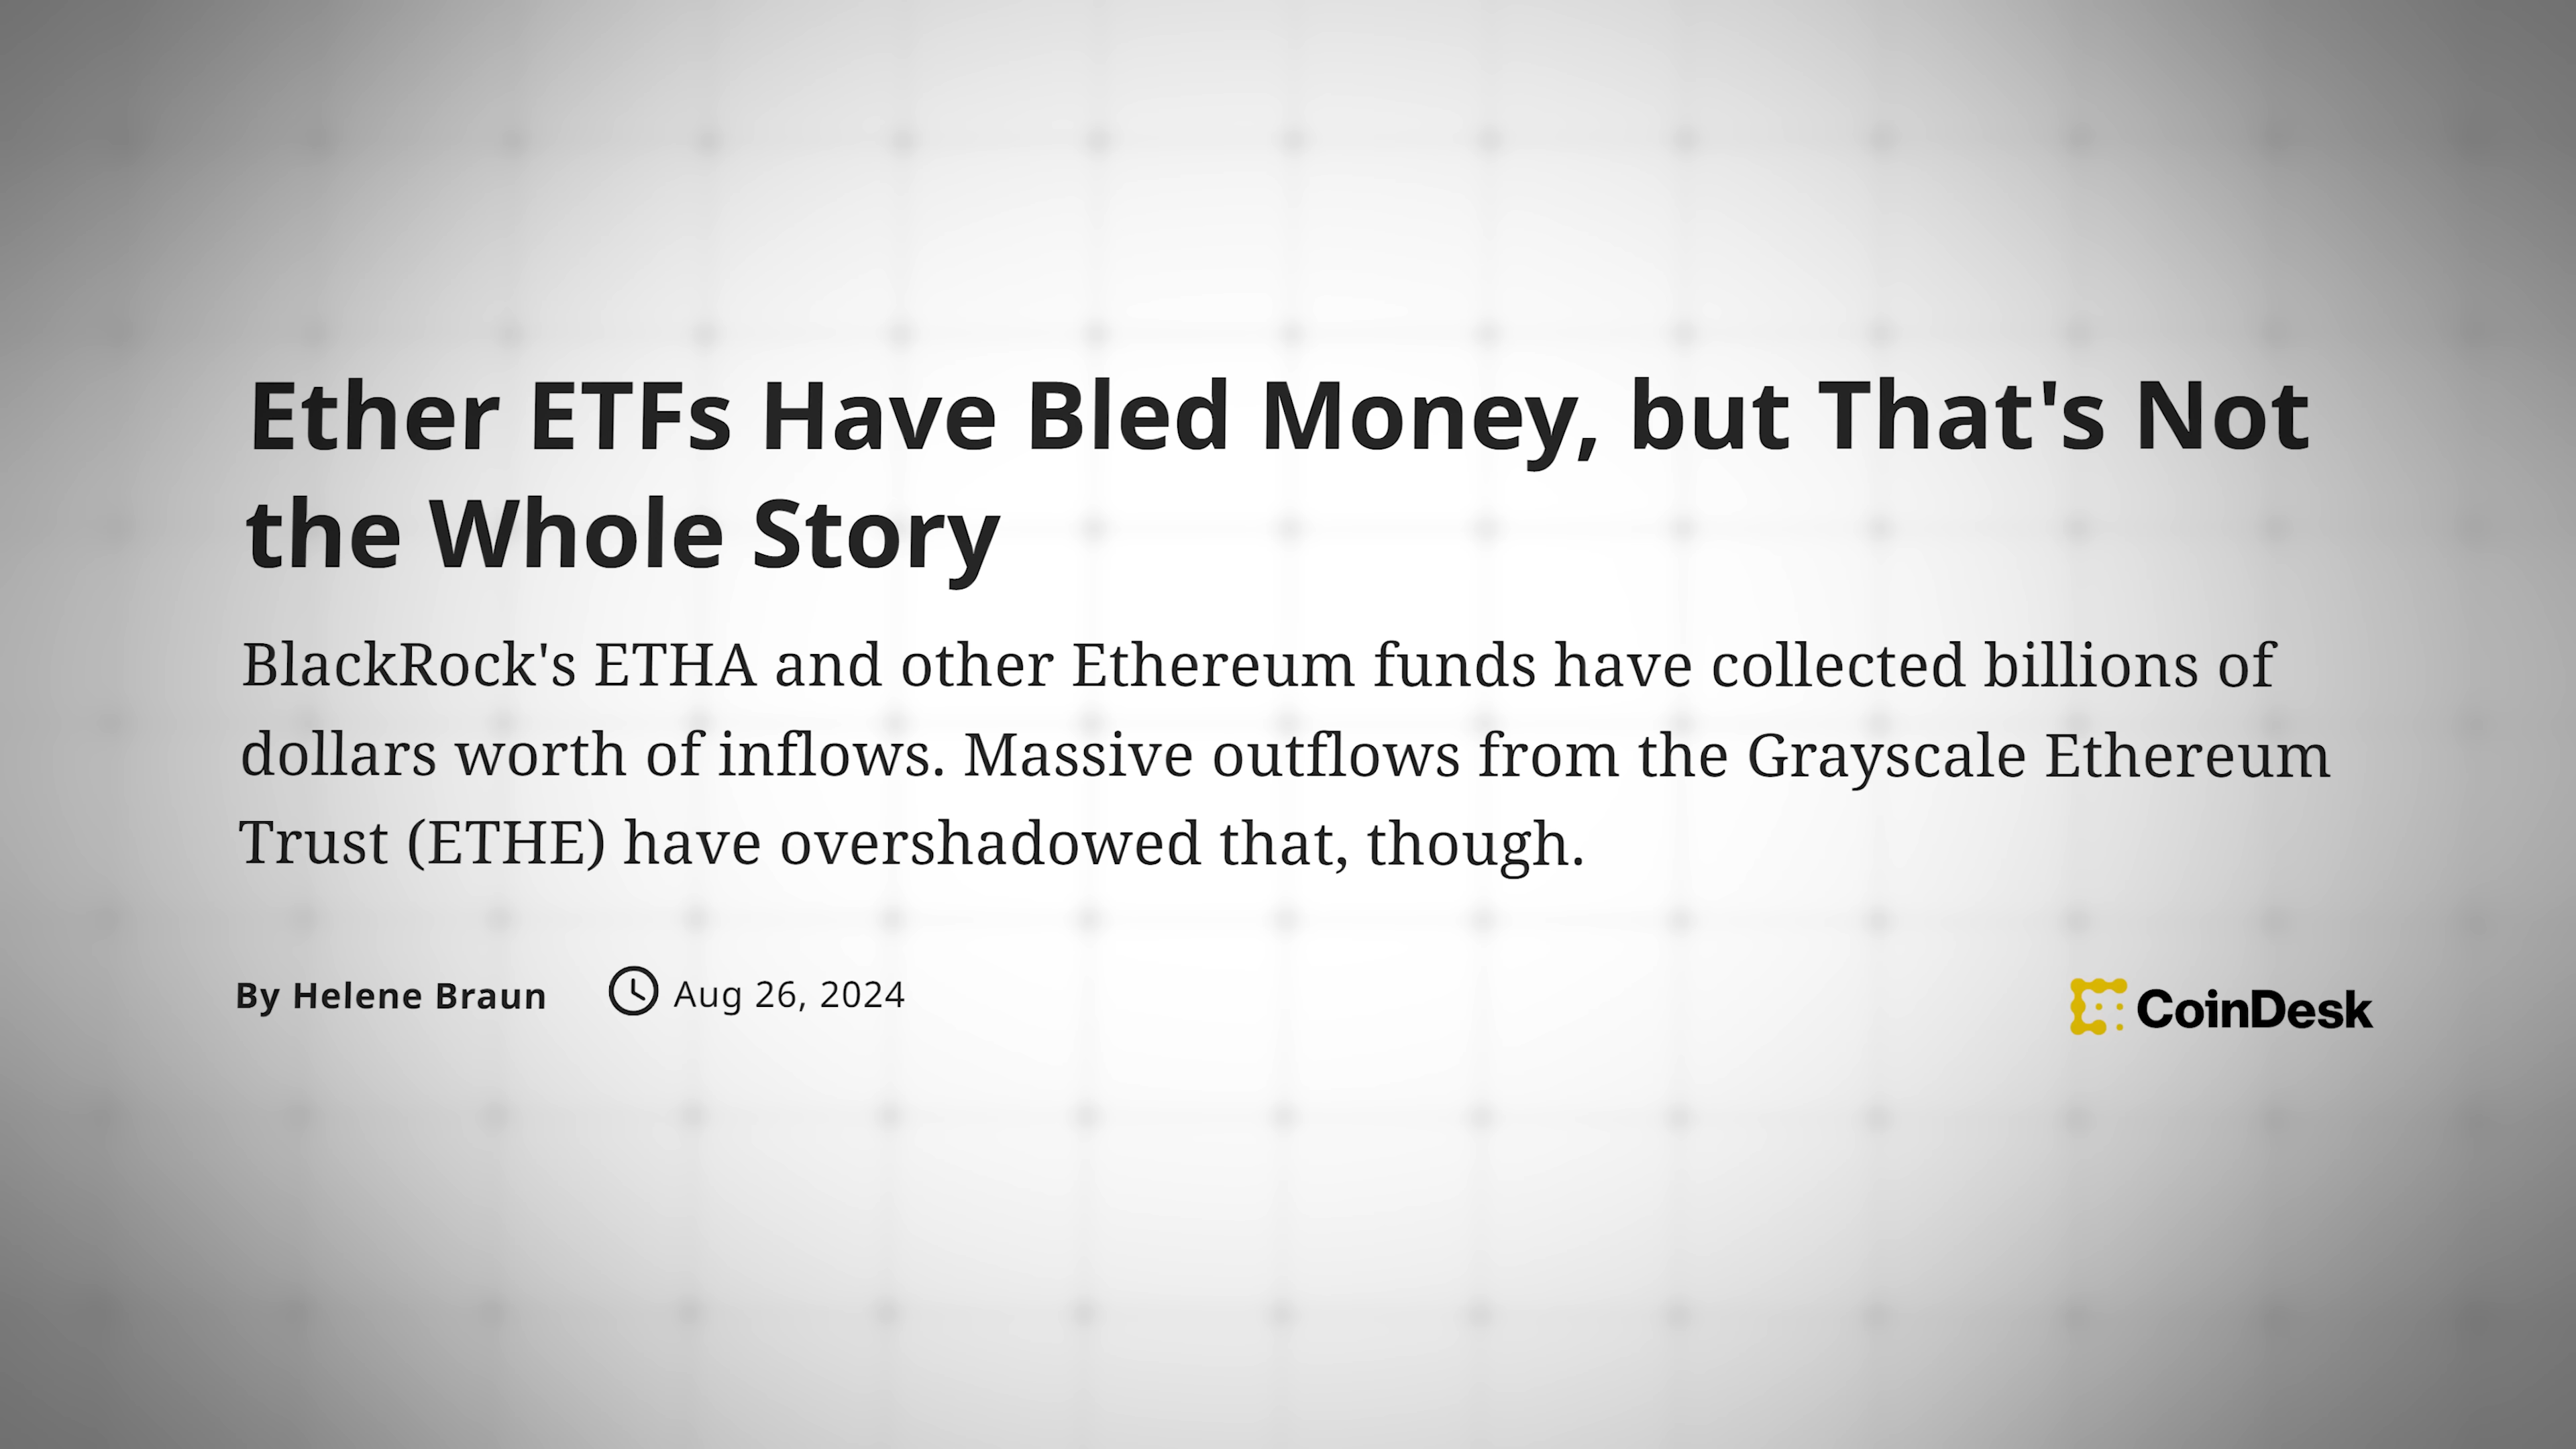 Ether ETFs Have Bled Money, but That's Not
the Whole Story
BlackRock's ETHA and other Ethereum funds have collected billions of
dollars worth of inflows. Massive outflows from the Grayscale Ethereum
Trust (ETHE) have overshadowed that, though.
By Helene Braun Aug 26, 2024
CoinDesk